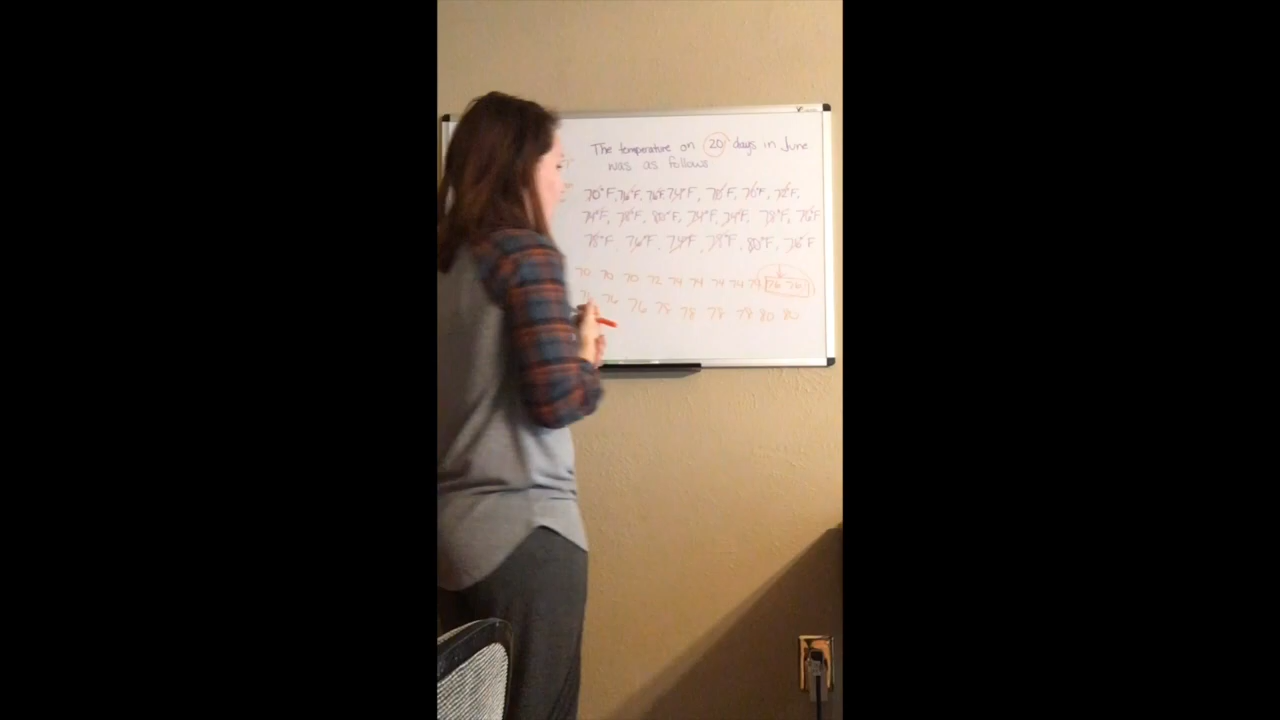 The temperature on 20 days in June
was as follows
70°F, 76°F, 76°F, 74°F, 70°F, 70°F, 72°F,
74°F, 78°F, 80°F, 74°F, 74°F, 78°F, 76°F
78°F, 76°F, 74°F, 80°F, 76°F
70 70 70 72 74 74 74 74 76 76
76 76 78 78 78 78 80 80